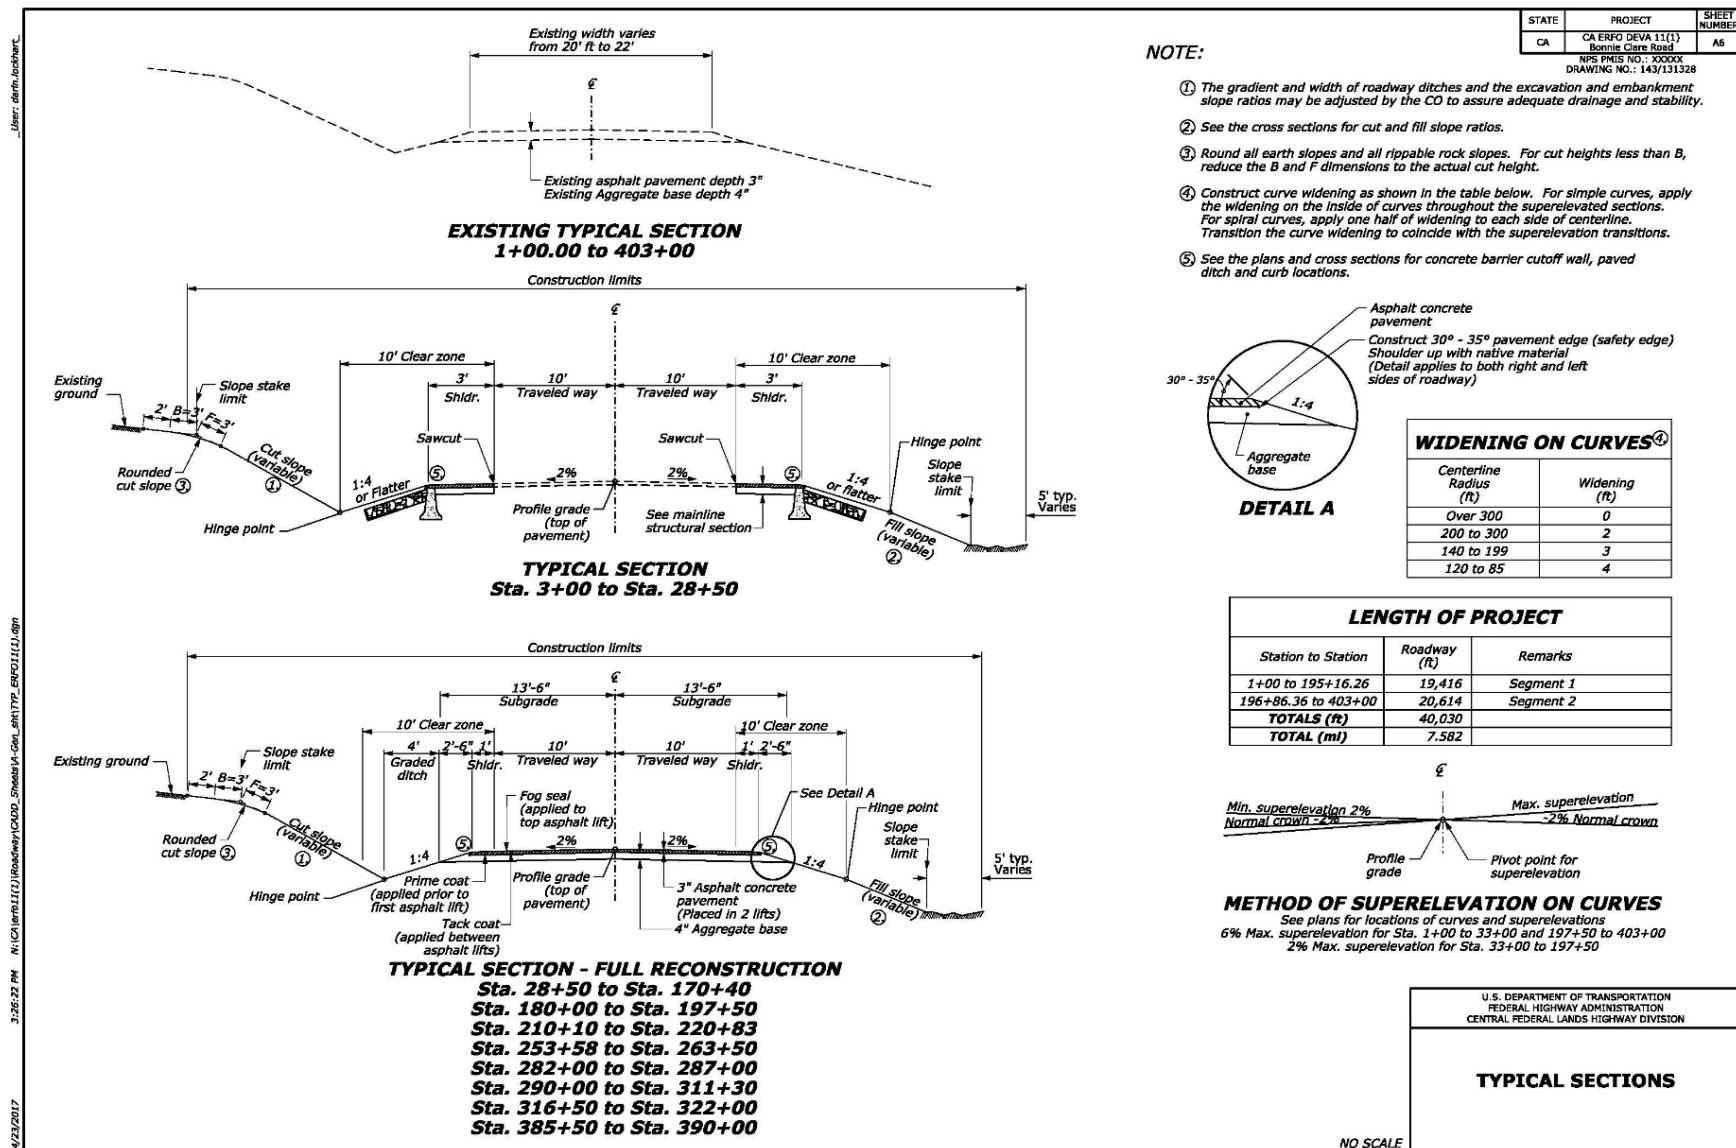 _User: darin.lockhart_
STATE
PROJECT
SHEET NUMBER
CA
CA ERFO DEVA 11(1)
Bonnie Clare Road
A6
NPS PMIS NO.: XXXXX
DRAWING NO.: 143/131328
Existing width varies
from 20' ft to 22'
℄
Existing asphalt pavement depth 3"
Existing Aggregate base depth 4"
EXISTING TYPICAL SECTION
1+00.00 to 403+00
NOTE:
1. The gradient and width of roadway ditches and the excavation and embankment
slope ratios may be adjusted by the CO to assure adequate drainage and stability.
2. See the cross sections for cut and fill slope ratios.
3. Round all earth slopes and all rippable rock slopes. For cut heights less than B,
reduce the B and F dimensions to the actual cut height.
4. Construct curve widening as shown in the table below. For simple curves, apply
the widening on the inside of curves throughout the superelevated sections.
For spiral curves, apply one half of widening to each side of centerline.
Transition the curve widening to coincide with the superelevation transitions.
5. See the plans and cross sections for concrete barrier cutoff wall, paved
ditch and curb locations.
Construction limits
℄
10' Clear zone
10' Clear zone
3'
Shldr.
10'
Traveled way
10'
Traveled way
3'
Shldr.
Existing
ground
Slope stake
limit
2'
B=3'
F=3'
Rounded
cut slope 3.
Cut slope
(variable)
1.
Hinge point
1:4
or Flatter
5.
Sawcut
2%
2%
Sawcut
5.
Profile grade
(top of
pavement)
See mainline
structural section
1:4
or flatter
Hinge point
Slope
stake
limit
5' typ.
Varies
Fill slope
(variable)
2.
TYPICAL SECTION
Sta. 3+00 to Sta. 28+50
Asphalt concrete
pavement
Construct 30° - 35° pavement edge (safety edge)
Shoulder up with native material
(Detail applies to both right and left
sides of roadway)
30° - 35°
1:4
Aggregate
base
DETAIL A
WIDENING ON CURVES 4.
Centerline Radius (ft)
Widening (ft)
Over 300
0
200 to 300
2
140 to 199
3
120 to 85
4
LENGTH OF PROJECT
Station to Station
Roadway (ft)
Remarks
1+00 to 195+16.26
19,416
Segment 1
196+86.36 to 403+00
20,614
Segment 2
TOTALS (ft)
40,030
TOTAL (mi)
7.582
Construction limits
℄
13'-6"
Subgrade
13'-6"
Subgrade
10' Clear zone
10' Clear zone
4'
Graded
ditch
2'-6"
1'
Shldr.
10'
Traveled way
10'
Traveled way
1'
Shldr.
2'-6"
Existing ground
Slope stake
limit
2'
B=3'
F=3'
Rounded
cut slope 3.
Cut slope
(variable)
1.
Hinge point
1:4
5.
Fog seal
(applied to
top asphalt lift)
2%
2%
See Detail A
5.
Hinge point
Slope
stake
limit
5' typ.
Varies
1:4
Fill slope
(variable)
2.
Prime coat
(applied prior to
first asphalt lift)
Tack coat
(applied between
asphalt lifts)
Profile grade
(top of
pavement)
3" Asphalt concrete
pavement
(Placed in 2 lifts)
4" Aggregate base
TYPICAL SECTION - FULL RECONSTRUCTION
Sta. 28+50 to Sta. 170+40
Sta. 180+00 to Sta. 197+50
Sta. 210+10 to Sta. 220+83
Sta. 253+58 to Sta. 263+50
Sta. 282+00 to Sta. 287+00
Sta. 290+00 to Sta. 311+30
Sta. 316+50 to Sta. 322+00
Sta. 385+50 to Sta. 390+00
℄
Min. superelevation 2%
Normal crown -2%
Max. superelevation
-2% Normal crown
Profile
grade
Pivot point for
superelevation
METHOD OF SUPERELEVATION ON CURVES
See plans for locations of curves and superelevations
6% Max. superelevation for Sta. 1+00 to 33+00 and 197+50 to 403+00
2% Max. superelevation for Sta. 33+00 to 197+50
U.S. DEPARTMENT OF TRANSPORTATION
FEDERAL HIGHWAY ADMINISTRATION
CENTRAL FEDERAL LANDS HIGHWAY DIVISION
TYPICAL SECTIONS
NO SCALE
4/23/2017 3:26:22 PM